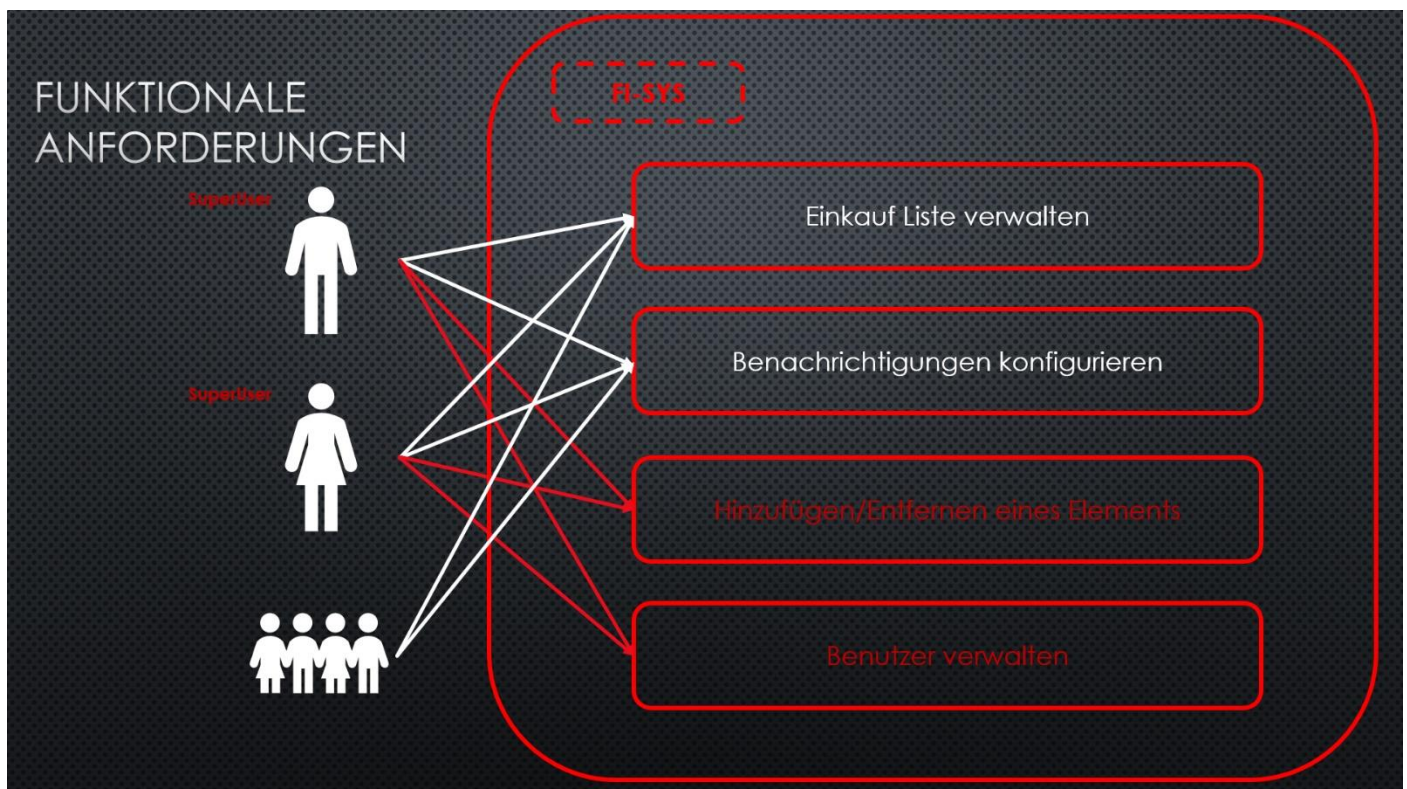 FUNKTIONALE
ANFORDERUNGEN
FI-SYS
SuperUser
Einkauf Liste verwalten
Benachrichtigungen konfigurieren
SuperUser
Hinzufügen/Entfernen eines Elements
Benutzer verwalten